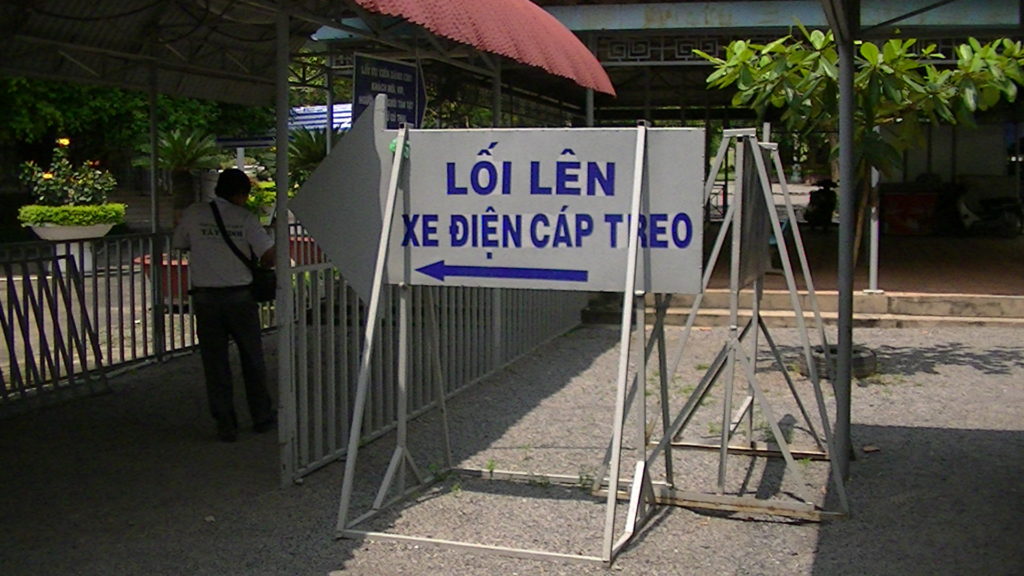 LỐI LÊN
XE ĐIỆN CÁP TREO